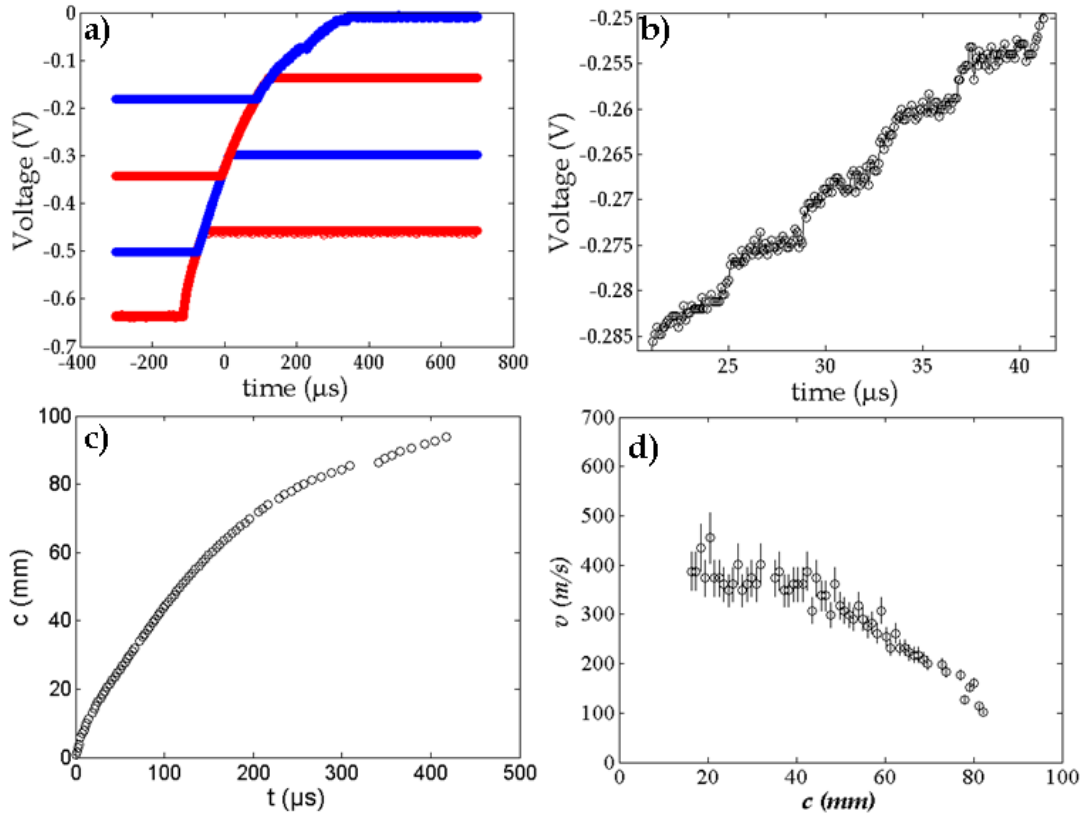 a)
0
-0.1
-0.2
-0.3
-0.4
-0.5
-0.6
-0.7
Voltage (V)
-400 -200 0 200 400 600 800
time (µs)
b)
-0.25
-0.255
-0.26
-0.265
-0.27
-0.275
-0.28
-0.285
Voltage (V)
25 30 35 40
time (µs)
c)
100
80
60
40
20
0
c (mm)
0 100 200 300 400 500
t (µs)
d)
700
600
500
400
300
200
100
0
v (m/s)
0 20 40 60 80 100
c (mm)